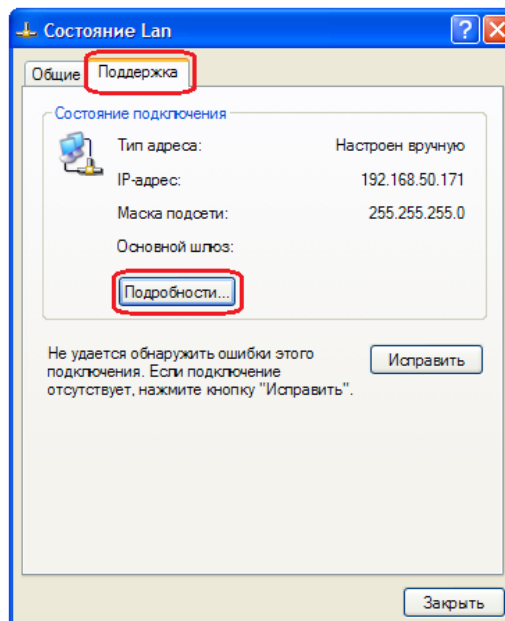 Состояние Lan
Общие
Поддержка
Состояние подключения
Тип адреса: Настроен вручную
IP-адрес: 192.168.50.171
Маска подсети: 255.255.255.0
Основной шлюз:
Подробности...
Не удается обнаружить ошибки этого
подключения. Если подключение
отсутствует, нажмите кнопку "Исправить".
Исправить
Закрыть